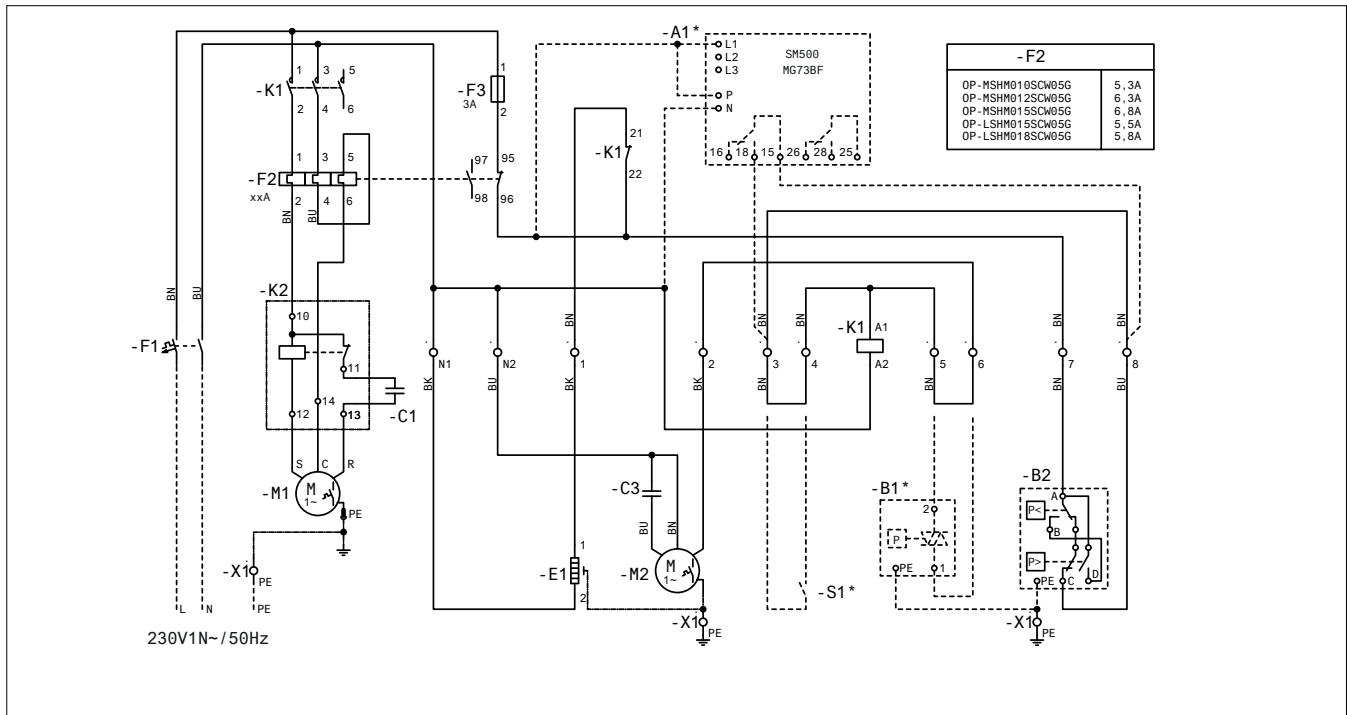 -A1*
L1
L2
L3
P
N
SM500
MG73BF
16
18
15
26
28
25
-F2
OP-MSHM010SCW05G 5,3A
OP-MSHM012SCW05G 6,3A
OP-MSHM015SCW05G 6,8A
OP-LSHM015SCW05G 5,5A
OP-LSHM018SCW05G 5,8A
-K1
1
3
5
2
4
6
-F3
3A
1
2
-K1
21
22
-F2
xxA
1
3
5
2
4
6
97
95
98
96
BN
BU
BN
BU
-F1
-K2
10
11
12
14
13
-C1
S
C
R
-M1
M
1~
PE
-X1
PE
L
N
PE
230V1N~/50Hz
N1
BK
N2
BU
BN
1
BK
2
BK
BN
3
BN
BN
4
-K1
A1
A2
5
BN
6
BN
7
BN
BN
8
BU
-E1
1
2
-C3
BU
BN
-M2
M
1~
-X1
PE
-S1*
-B1*
2
P
PE
1
-B2
A
P<
B
P>
D
PE
C
-X1
PE